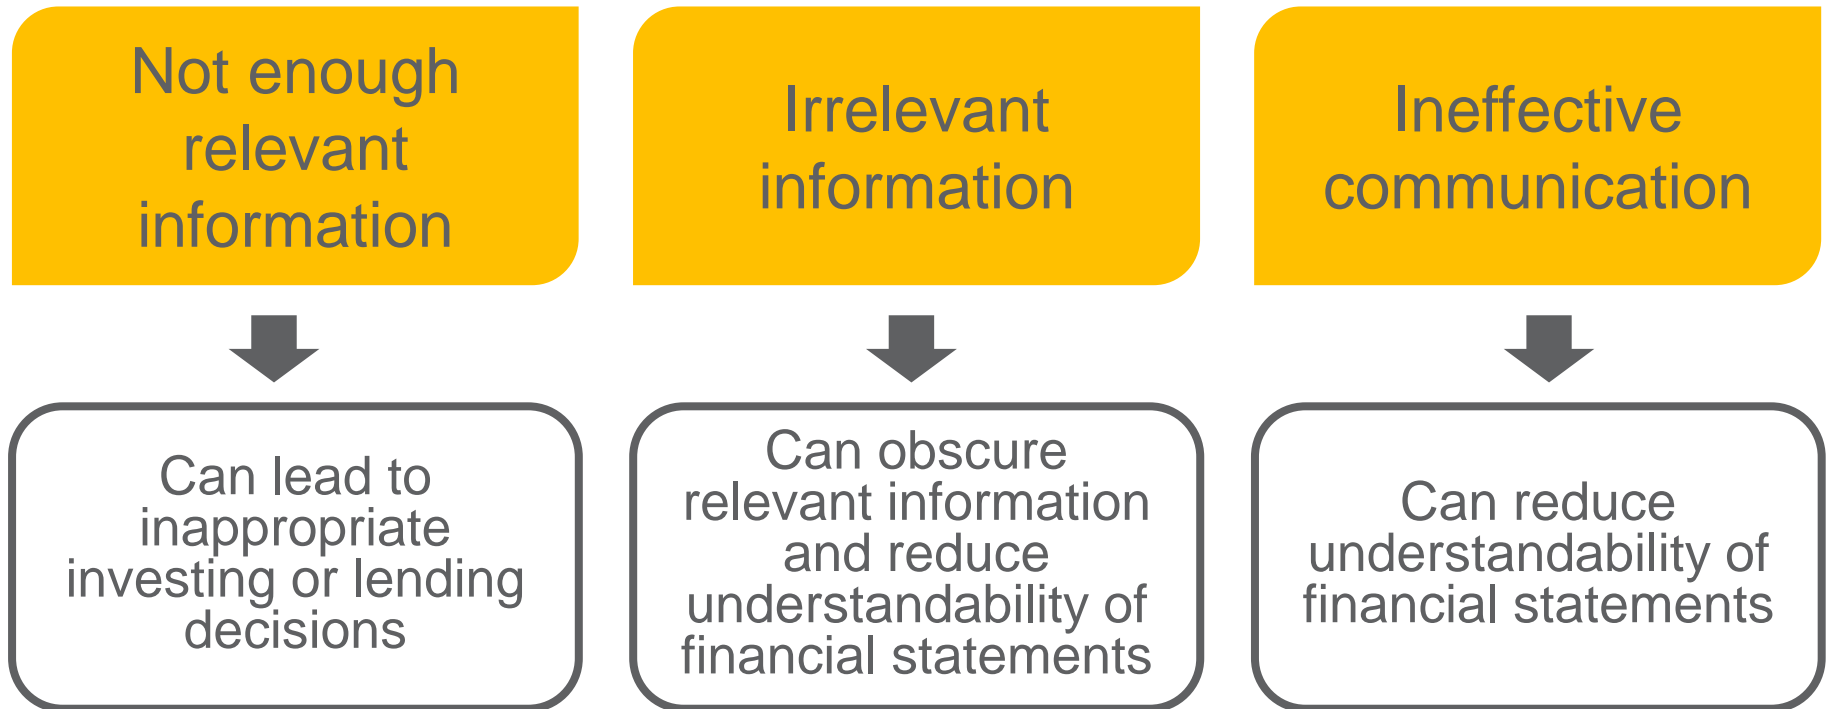 Not enough
relevant
information
Irrelevant
information
Ineffective
communication
Can lead to
inappropriate
investing or lending
decisions
Can obscure
relevant information
and reduce
understandability of
financial statements
Can reduce
understandability of
financial statements